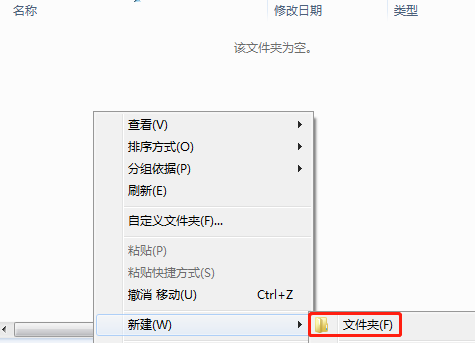 名称 修改日期 类型
该文件夹为空。
查看(V)
排序方式(O)
分组依据(P)
刷新(E)
自定义文件夹(F)...
粘贴(P)
粘贴快捷方式(S)
撤消 移动(U) Ctrl+Z
新建(W) 文件夹(F)